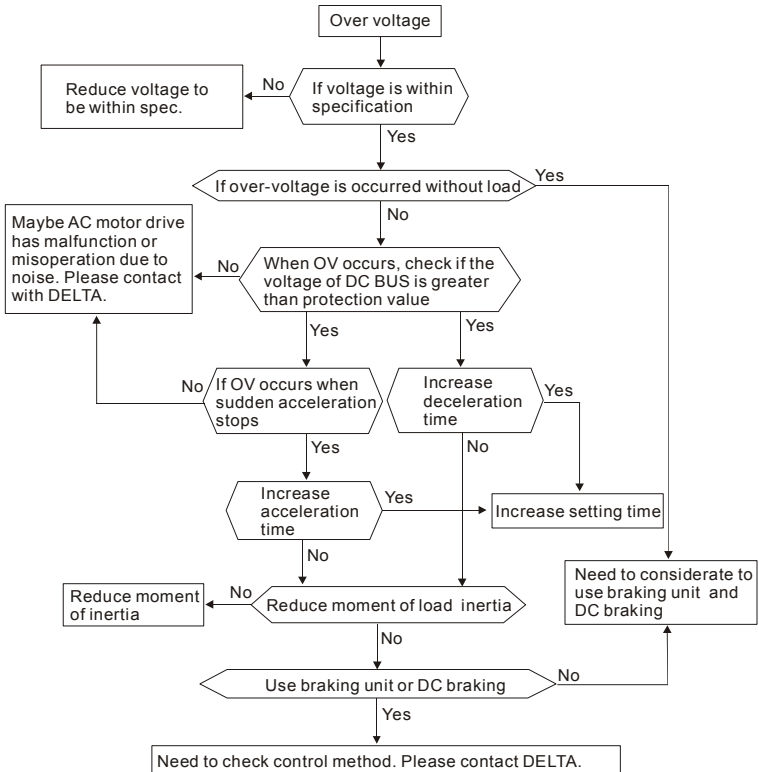 Over voltage
Reduce voltage to
be within spec.
No
If voltage is within
specification
Yes
If over-voltage is occurred without load
Yes
No
Maybe AC motor drive
has malfunction or
misoperation due to
noise. Please contact
with DELTA.
No
When OV occurs, check if the
voltage of DC BUS is greater
than protection value
Yes
Yes
No
If OV occurs when
sudden acceleration
stops
Increase
deceleration
time
Yes
Yes
No
Increase
acceleration
time
Yes
Increase setting time
No
Need to considerate to
use braking unit and
DC braking
Reduce moment
of inertia
No
Reduce moment of load inertia
No
Use braking unit or DC braking
No
Yes
Need to check control method. Please contact DELTA.